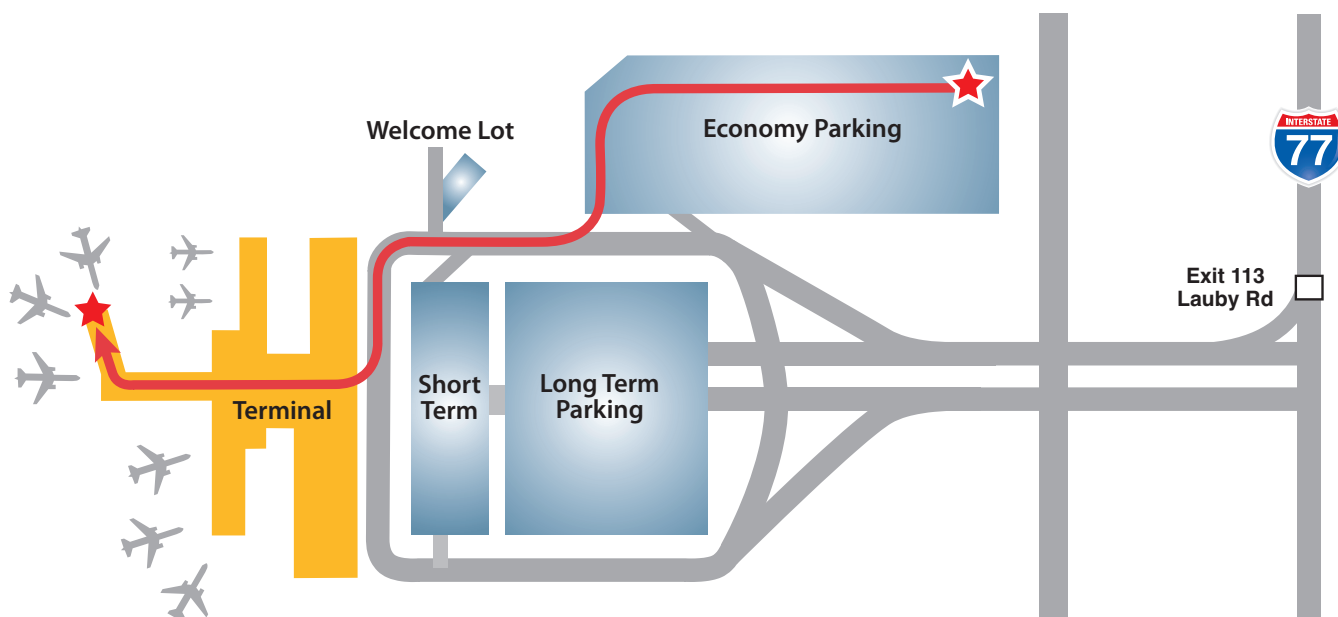 Welcome Lot
Economy Parking
INTERSTATE
77
Exit 113
Lauby Rd
Short
Term
Long Term
Parking
Terminal